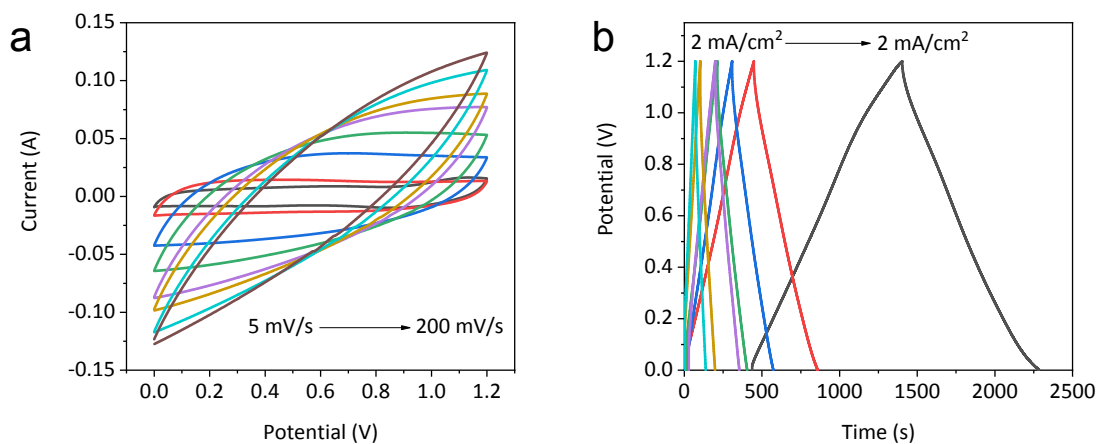 a
0.15
0.10
0.05
0.00
-0.05
-0.10
-0.15
Current (A)
5 mV/s 200 mV/s
0.0 0.2 0.4 0.6 0.8 1.0 1.2
Potential (V)
b
2 mA/cm² 2 mA/cm²
1.2
1.0
0.8
0.6
0.4
0.2
0.0
Potential (V)
0 500 1000 1500 2000 2500
Time (s)